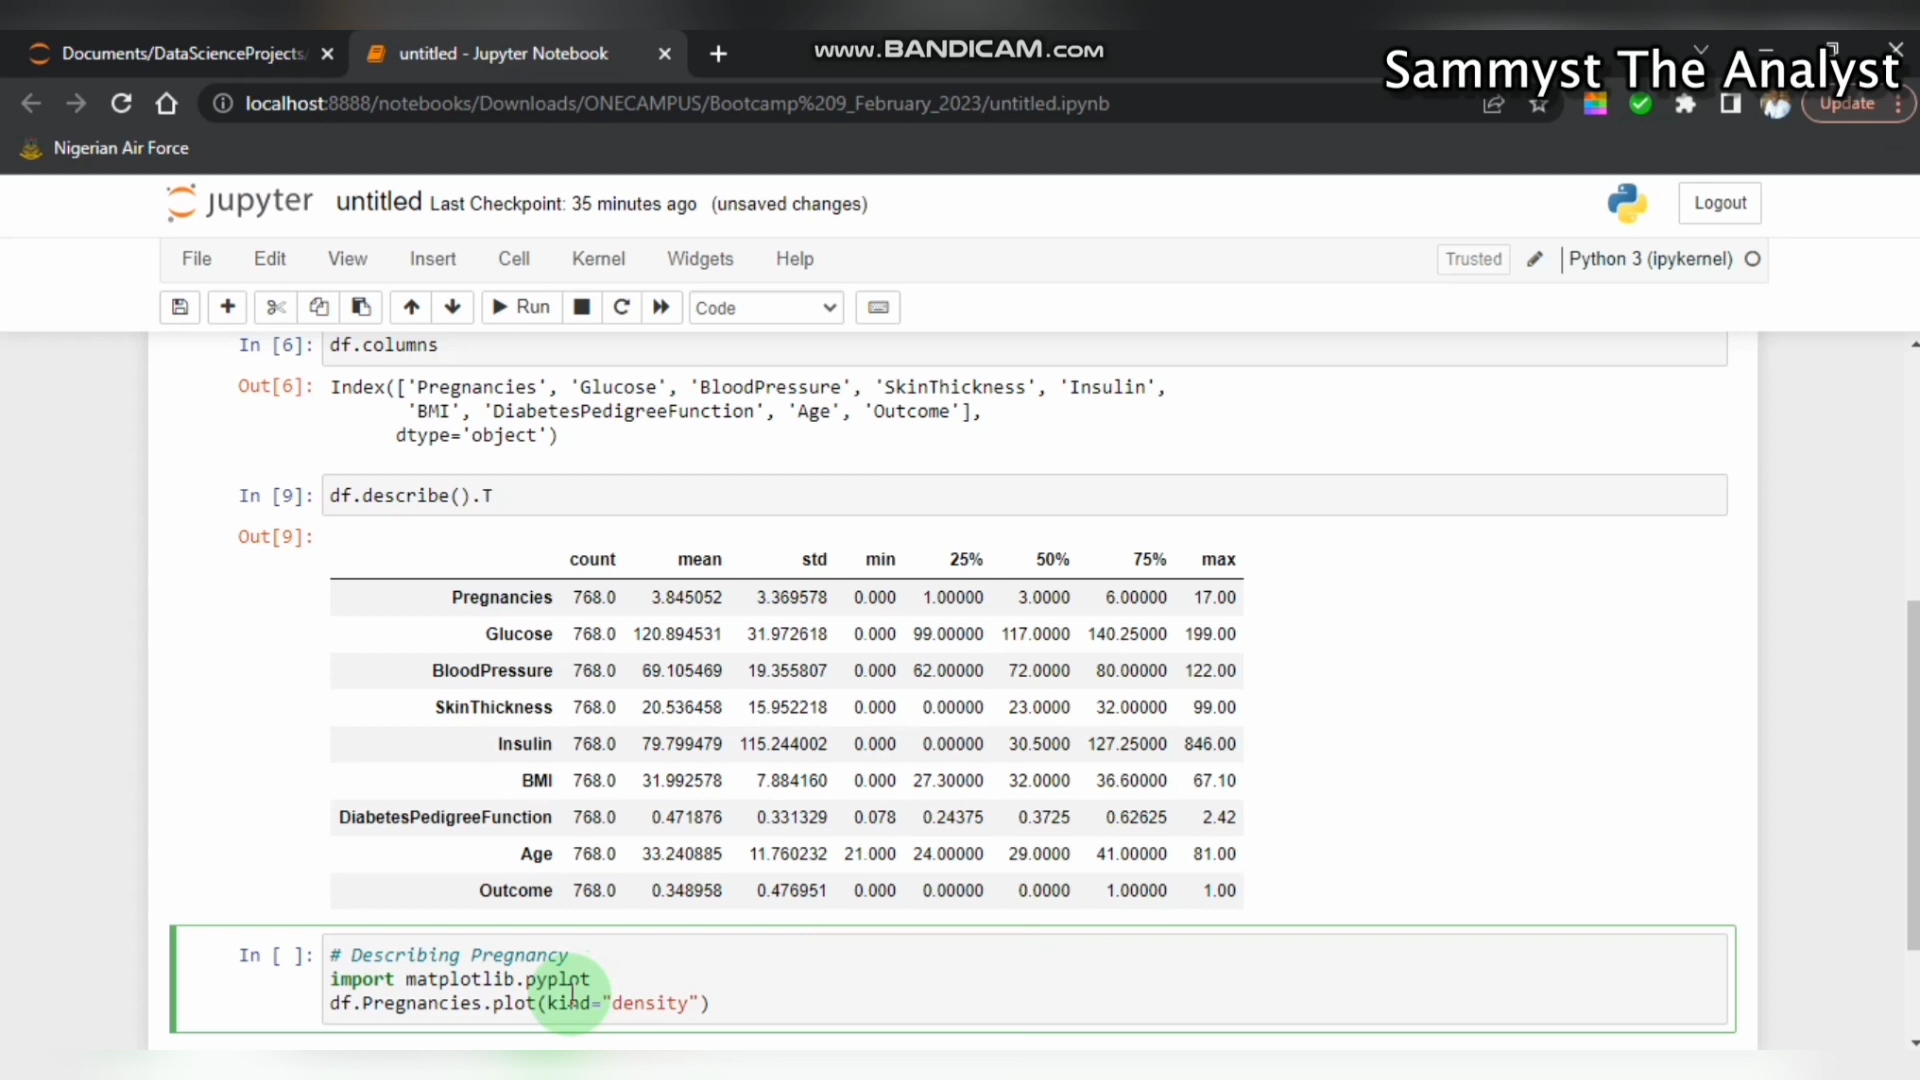 www.BANDICAM.com
Sammyst The Analyst
Documents/DataScienceProjects/
untitled - Jupyter Notebook
localhost:8888/notebooks/Downloads/ONECAMPUS/Bootcamp%209_February_2023/untitled.ipynb
Update
Nigerian Air Force
jupyter untitled Last Checkpoint: 35 minutes ago (unsaved changes)
Logout
File Edit View Insert Cell Kernel Widgets Help
Trusted Python 3 (ipykernel)
Run Code
In [6]: df.columns
Out[6]: Index(['Pregnancies', 'Glucose', 'BloodPressure', 'SkinThickness', 'Insulin',
'BMI', 'DiabetesPedigreeFunction', 'Age', 'Outcome'],
dtype='object')
In [9]: df.describe().T
Out[9]:
count mean std min 25% 50% 75% max
Pregnancies 768.0 3.845052 3.369578 0.000 1.00000 3.0000 6.00000 17.00
Glucose 768.0 120.894531 31.972618 0.000 99.00000 117.0000 140.25000 199.00
BloodPressure 768.0 69.105469 19.355807 0.000 62.00000 72.0000 80.00000 122.00
SkinThickness 768.0 20.536458 15.952218 0.000 0.00000 23.0000 32.00000 99.00
Insulin 768.0 79.799479 115.244002 0.000 0.00000 30.5000 127.25000 846.00
BMI 768.0 31.992578 7.884160 0.000 27.30000 32.0000 36.60000 67.10
DiabetesPedigreeFunction 768.0 0.471876 0.331329 0.078 0.24375 0.3725 0.62625 2.42
Age 768.0 33.240885 11.760232 21.000 24.00000 29.0000 41.00000 81.00
Outcome 768.0 0.348958 0.476951 0.000 0.00000 0.0000 1.00000 1.00
In [ ]: # Describing Pregnancy
import matplotlib.pyplot
df.Pregnancies.plot(kind="density")